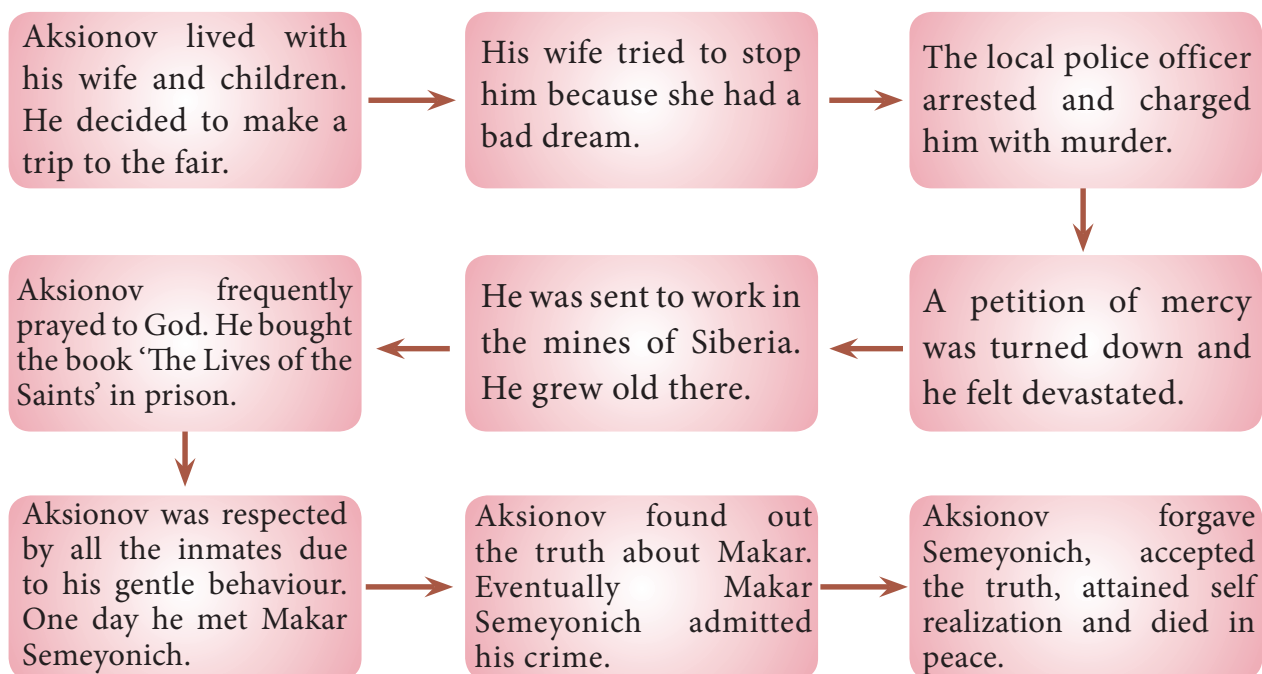 Aksionov lived with
his wife and children.
He decided to make a
trip to the fair.
His wife tried to stop
him because she had a
bad dream.
The local police officer
arrested and charged
him with murder.
A petition of mercy
was turned down and
he felt devastated.
He was sent to work in
the mines of Siberia.
He grew old there.
Aksionov frequently
prayed to God. He bought
the book ‘The Lives of the
Saints’ in prison.
Aksionov was respected
by all the inmates due
to his gentle behaviour.
One day he met Makar
Semeyonich.
Aksionov found out
the truth about Makar.
Eventually Makar
Semeyonich admitted
his crime.
Aksionov forgave
Semeyonich, accepted
the truth, attained self
realization and died in
peace.